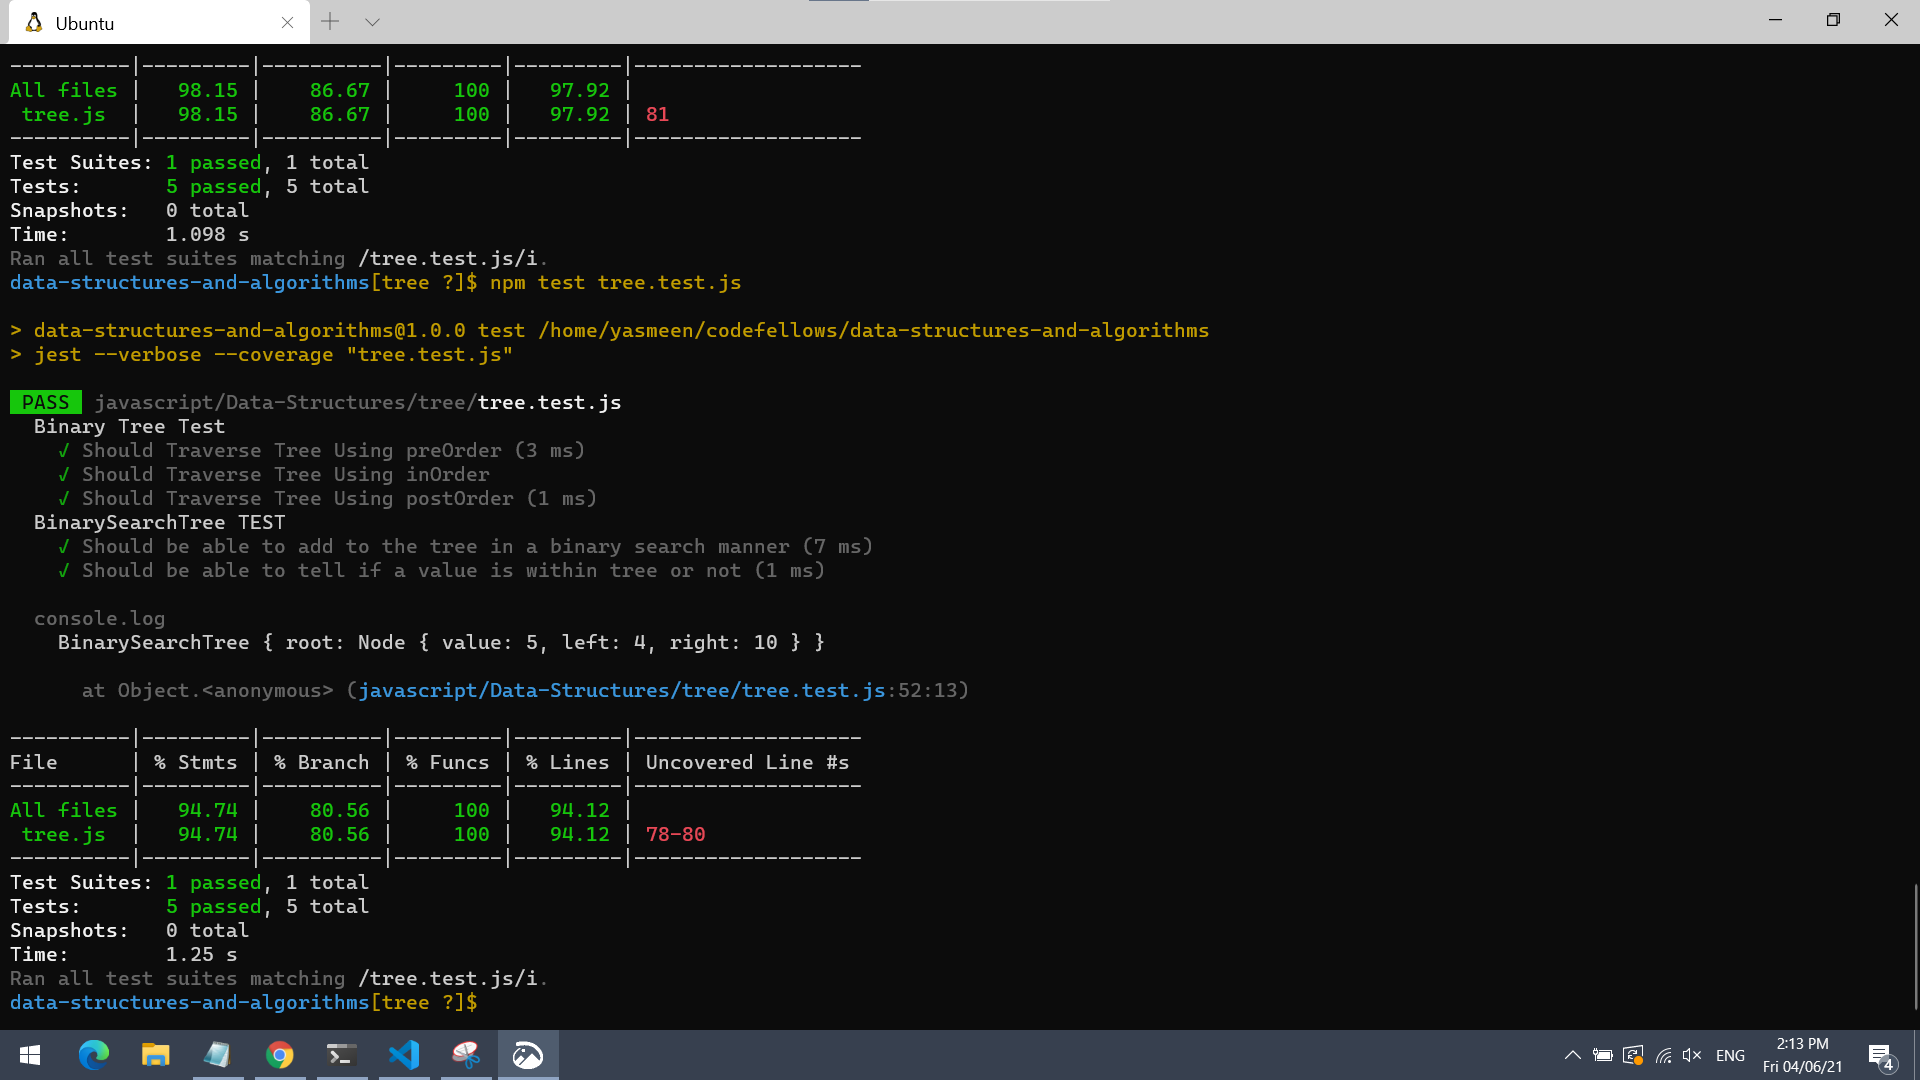 Ubuntu
----------|---------|----------|---------|---------|-------------------
All files |   98.15 |    86.67 |     100 |   97.92 |
 tree.js  |   98.15 |    86.67 |     100 |   97.92 | 81
----------|---------|----------|---------|---------|-------------------
Test Suites: 1 passed, 1 total
Tests:       5 passed, 5 total
Snapshots:   0 total
Time:        1.098 s
Ran all test suites matching /tree.test.js/i.
data-structures-and-algorithms[tree ?]$ npm test tree.test.js
> data-structures-and-algorithms@1.0.0 test /home/yasmeen/codefellows/data-structures-and-algorithms
> jest --verbose --coverage "tree.test.js"
PASS javascript/Data-Structures/tree/tree.test.js
Binary Tree Test
√ Should Traverse Tree Using preOrder (3 ms)
√ Should Traverse Tree Using inOrder
√ Should Traverse Tree Using postOrder (1 ms)
BinarySearchTree TEST
√ Should be able to add to the tree in a binary search manner (7 ms)
√ Should be able to tell if a value is within tree or not (1 ms)
console.log
BinarySearchTree { root: Node { value: 5, left: 4, right: 10 } }
at Object.<anonymous> (javascript/Data-Structures/tree/tree.test.js:52:13)
----------|---------|----------|---------|---------|-------------------
File      | % Stmts | % Branch | % Funcs | % Lines | Uncovered Line #s
----------|---------|----------|---------|---------|-------------------
All files |   94.74 |    80.56 |     100 |   94.12 |
 tree.js  |   94.74 |    80.56 |     100 |   94.12 | 78-80
----------|---------|----------|---------|---------|-------------------
Test Suites: 1 passed, 1 total
Tests:       5 passed, 5 total
Snapshots:   0 total
Time:        1.25 s
Ran all test suites matching /tree.test.js/i.
data-structures-and-algorithms[tree ?]$
ENG
2:13 PM
Fri 04/06/21
4